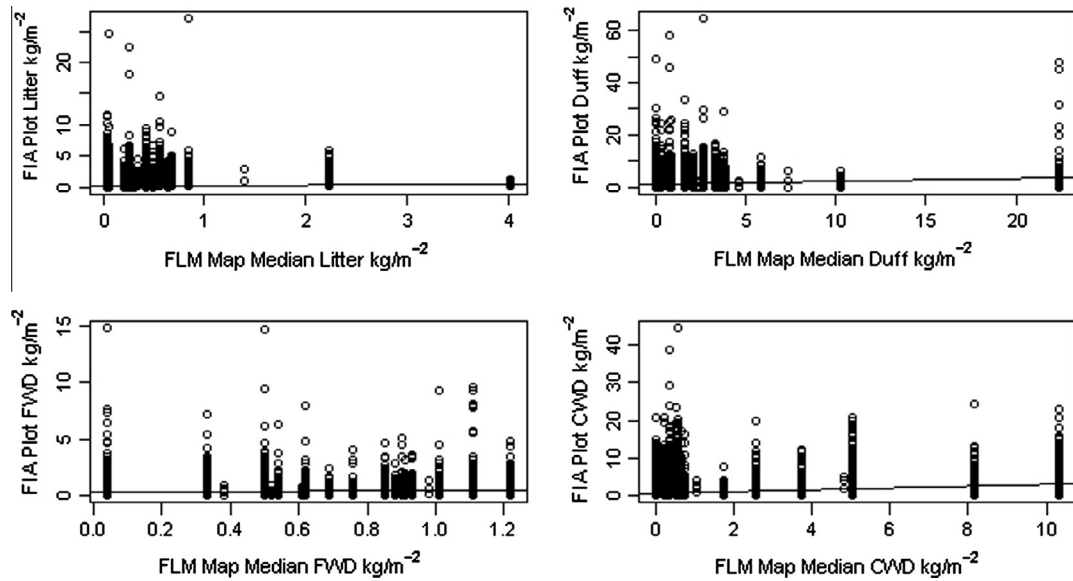 FIA Plot Litter kg/m⁻²
0 5 10 20
0 1 2 3 4
FLM Map Median Litter kg/m⁻²
FIA Plot Duff kg/m⁻²
0 20 40 60
0 5 10 15 20
FLM Map Median Duff kg/m⁻²
FIA Plot FWD kg/m⁻²
0 5 10 15
0.0 0.2 0.4 0.6 0.8 1.0 1.2
FLM Map Median FWD kg/m⁻²
FIA Plot CWD kg/m⁻²
0 10 20 30 40
0 2 4 6 8 10
FLM Map Median CWD kg/m⁻²